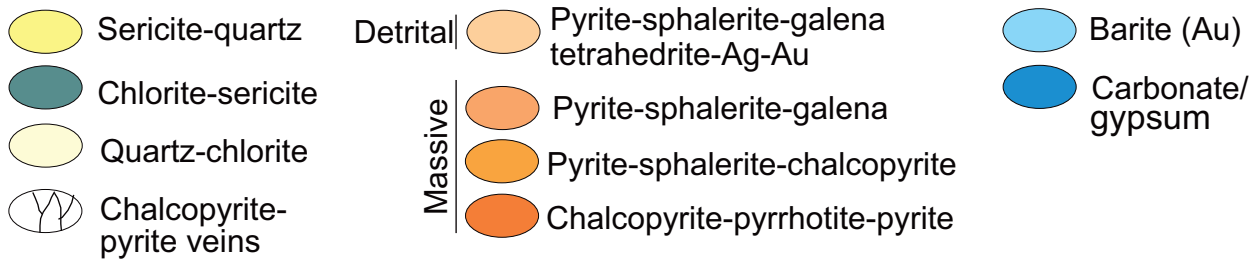 Sericite-quartz
Chlorite-sericite
Quartz-chlorite
Chalcopyrite-
pyrite veins
Detrital
Pyrite-sphalerite-galena
tetrahedrite-Ag-Au
Massive
Pyrite-sphalerite-galena
Pyrite-sphalerite-chalcopyrite
Chalcopyrite-pyrrhotite-pyrite
Barite (Au)
Carbonate/
gypsum